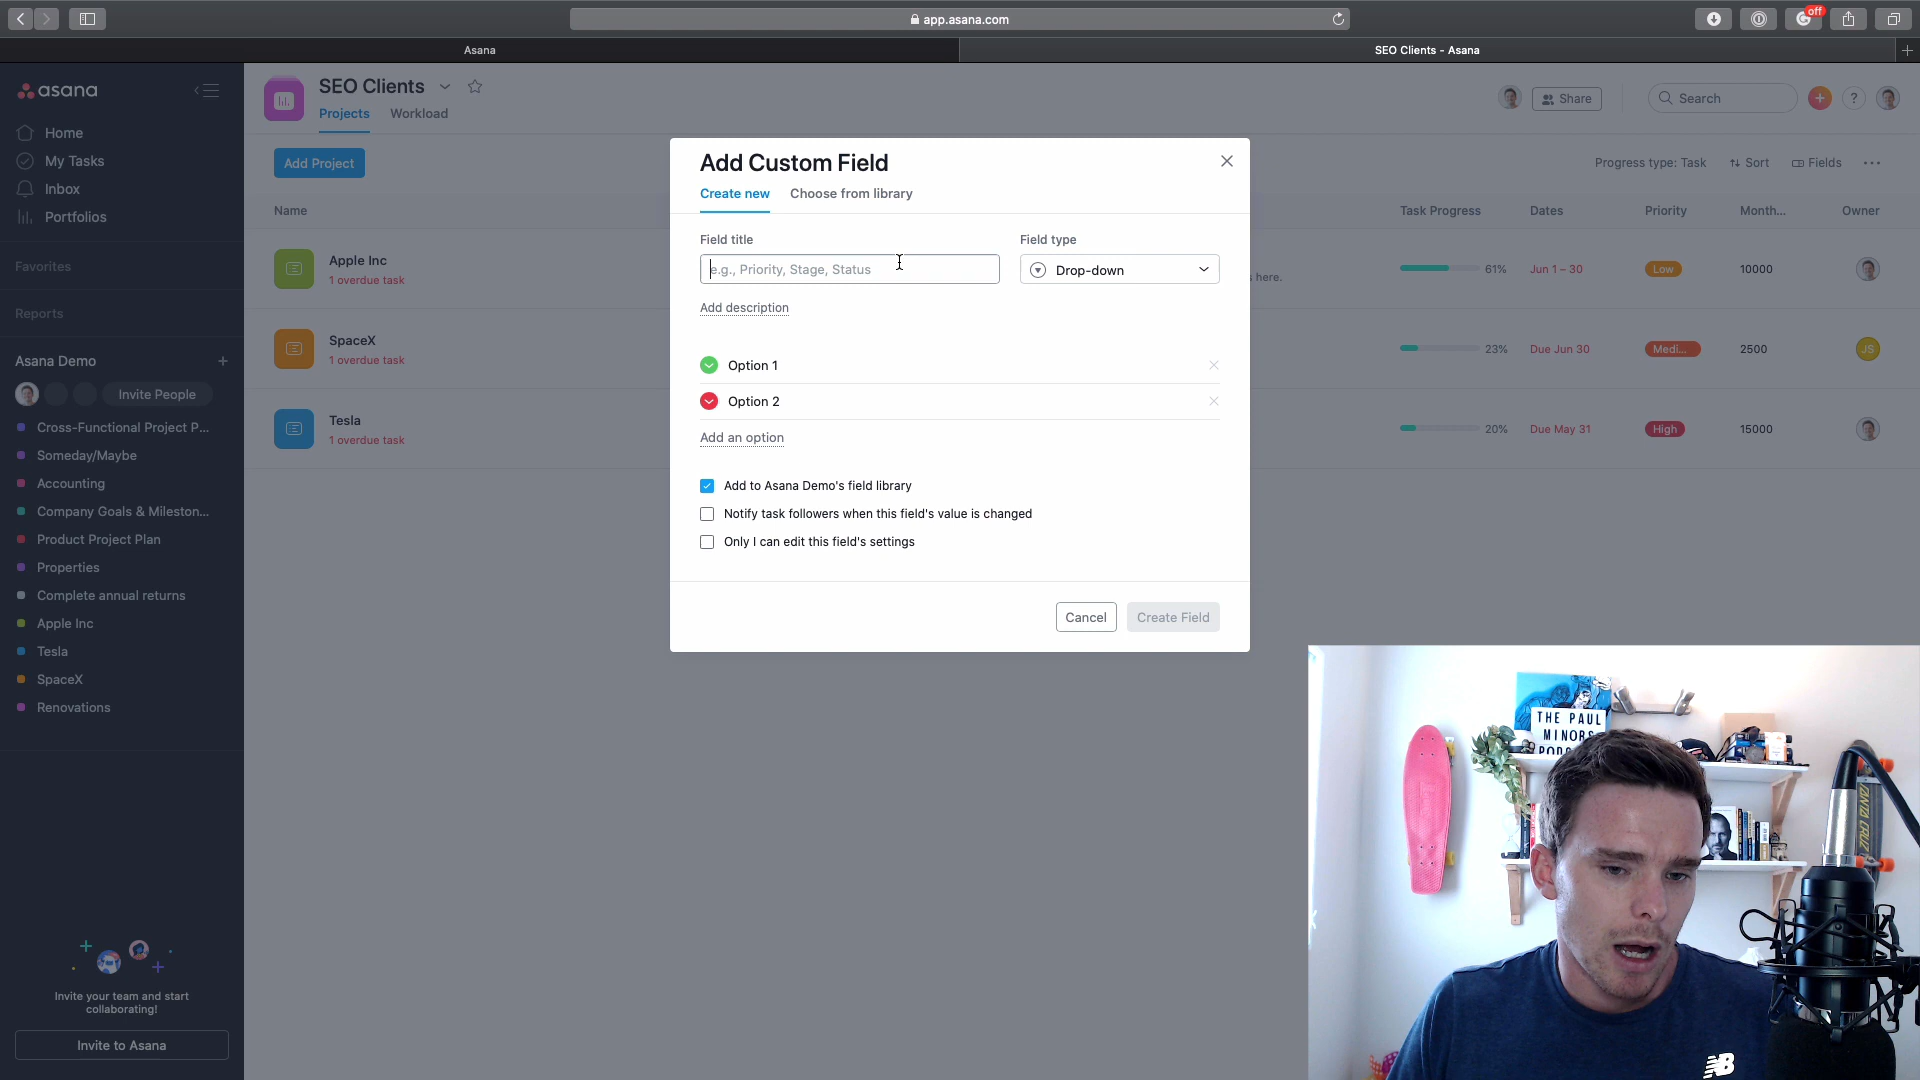 app.asana.com
off
Asana
SEO Clients - Asana
asana
Home
My Tasks
Inbox
Portfolios
Favorites
Reports
Asana Demo
Invite People
Cross-Functional Project P...
Someday/Maybe
Accounting
Company Goals & Mileston...
Product Project Plan
Properties
Complete annual returns
Apple Inc
Tesla
SpaceX
Renovations
Invite your team and start
collaborating!
Invite to Asana
SEO Clients
Projects
Workload
Share
Search
?
Add Project
Progress type: Task
Sort
Fields
Name
Task Progress
Dates
Priority
Month...
Owner
Apple Inc
1 overdue task
s here.
61%
Jun 1 – 30
Low
10000
SpaceX
1 overdue task
23%
Due Jun 30
Medi...
2500
JS
Tesla
1 overdue task
20%
Due May 31
High
15000
Add Custom Field
Create new
Choose from library
Field title
Field type
e.g., Priority, Stage, Status
Drop-down
Add description
Option 1
Option 2
Add an option
Add to Asana Demo's field library
Notify task followers when this field's value is changed
Only I can edit this field's settings
Cancel
Create Field
THE PAUL
MINORS
SANTA CRUZ
NB